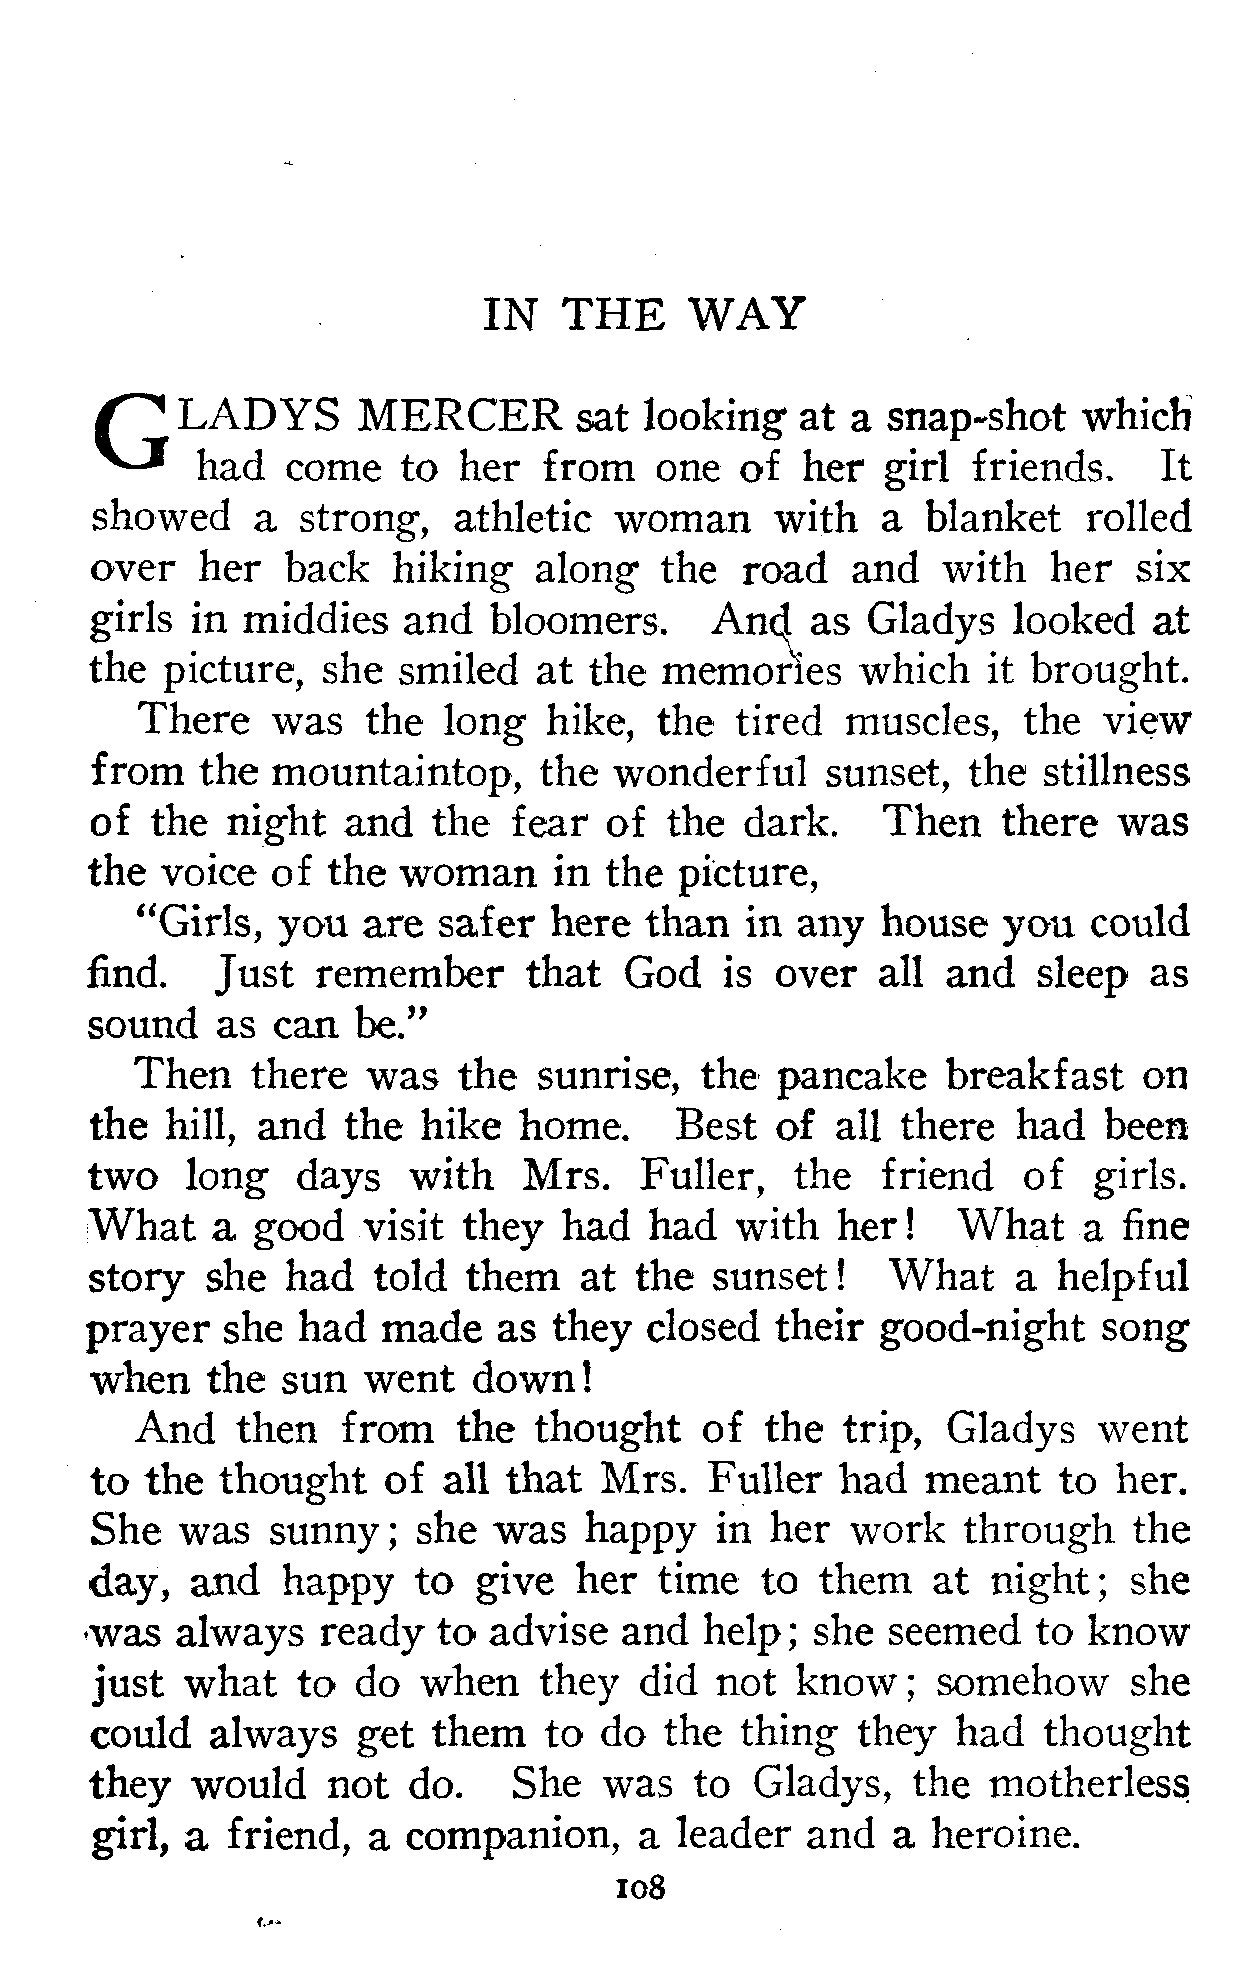 IN THE WAY
GLADYS MERCER sat looking at a snap-shot which
had come to her from one of her girl friends. It
showed a strong, athletic woman with a blanket rolled
over her back hiking along the road and with her six
girls in middies and bloomers. And as Gladys looked at
the picture, she smiled at the memories which it brought.
There was the long hike, the tired muscles, the view
from the mountaintop, the wonderful sunset, the stillness
of the night and the fear of the dark. Then there was
the voice of the woman in the picture,
“Girls, you are safer here than in any house you could
find. Just remember that God is over all and sleep as
sound as can be.”
Then there was the sunrise, the pancake breakfast on
the hill, and the hike home. Best of all there had been
two long days with Mrs. Fuller, the friend of girls.
What a good visit they had had with her! What a fine
story she had told them at the sunset! What a helpful
prayer she had made as they closed their good-night song
when the sun went down!
And then from the thought of the trip, Gladys went
to the thought of all that Mrs. Fuller had meant to her.
She was sunny; she was happy in her work through the
day, and happy to give her time to them at night; she
was always ready to advise and help; she seemed to know
just what to do when they did not know; somehow she
could always get them to do the thing they had thought
they would not do. She was to Gladys, the motherless
girl, a friend, a companion, a leader and a heroine.
108